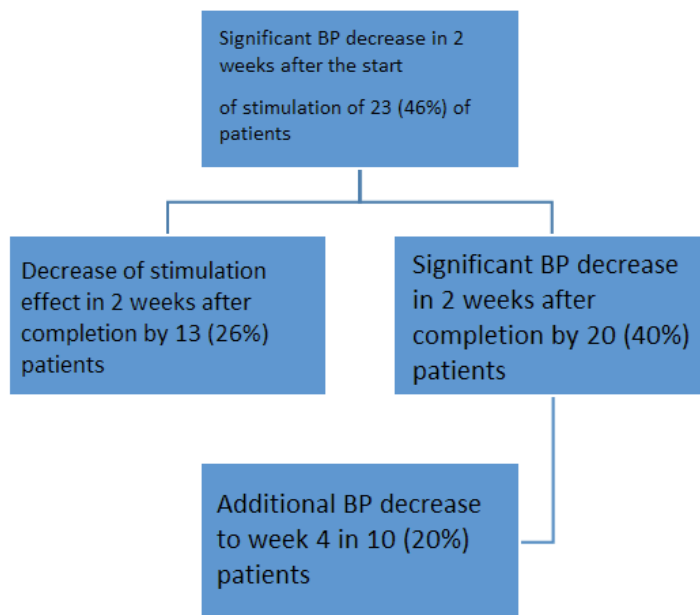 Significant BP decrease in 2
weeks after the start
of stimulation of 23 (46%) of
patients
Decrease of stimulation
effect in 2 weeks after
completion by 13 (26%)
patients
Significant BP decrease
in 2 weeks after
completion by 20 (40%)
patients
Additional BP decrease
to week 4 in 10 (20%)
patients